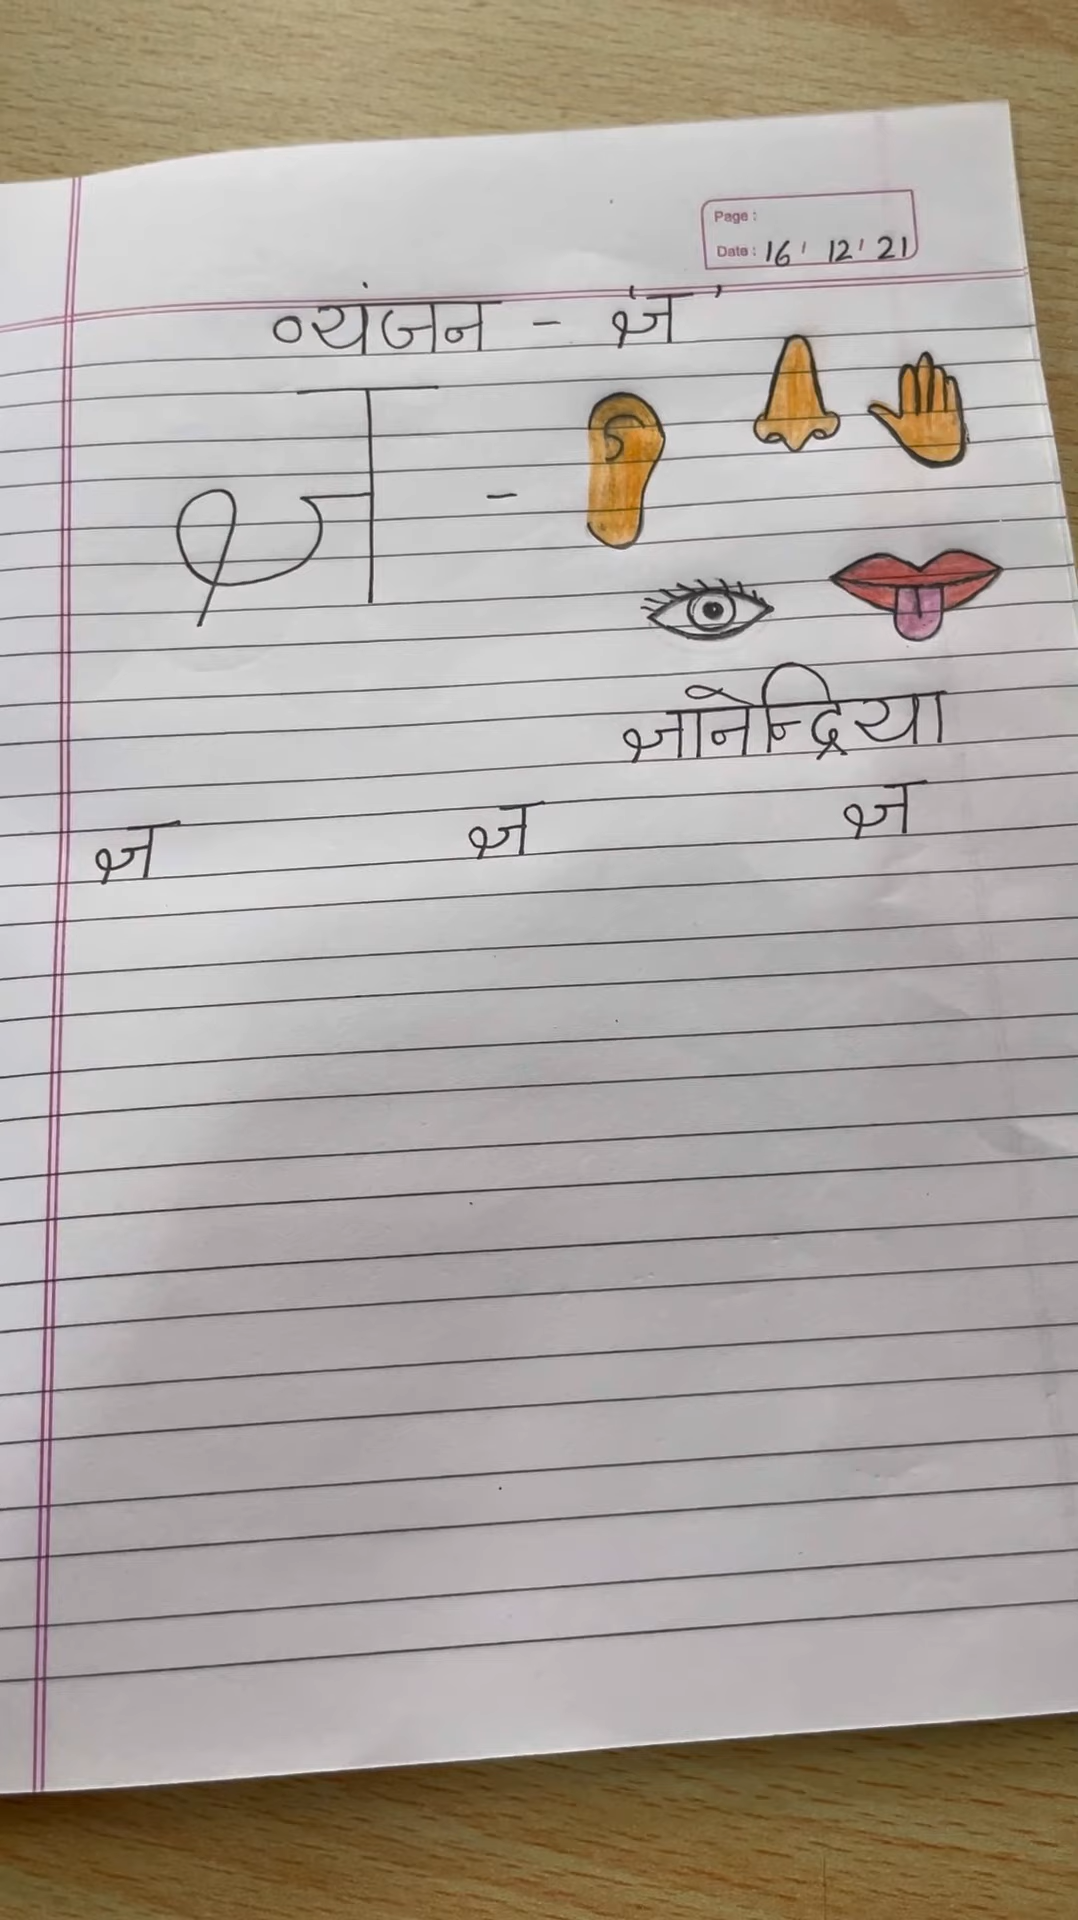 Page :
Date : 16 / 12 / 21
व्यंजन - 'ज्ञ'
ज्ञ -
ज्ञानेन्द्रिया
ज्ञ ज्ञ ज्ञ